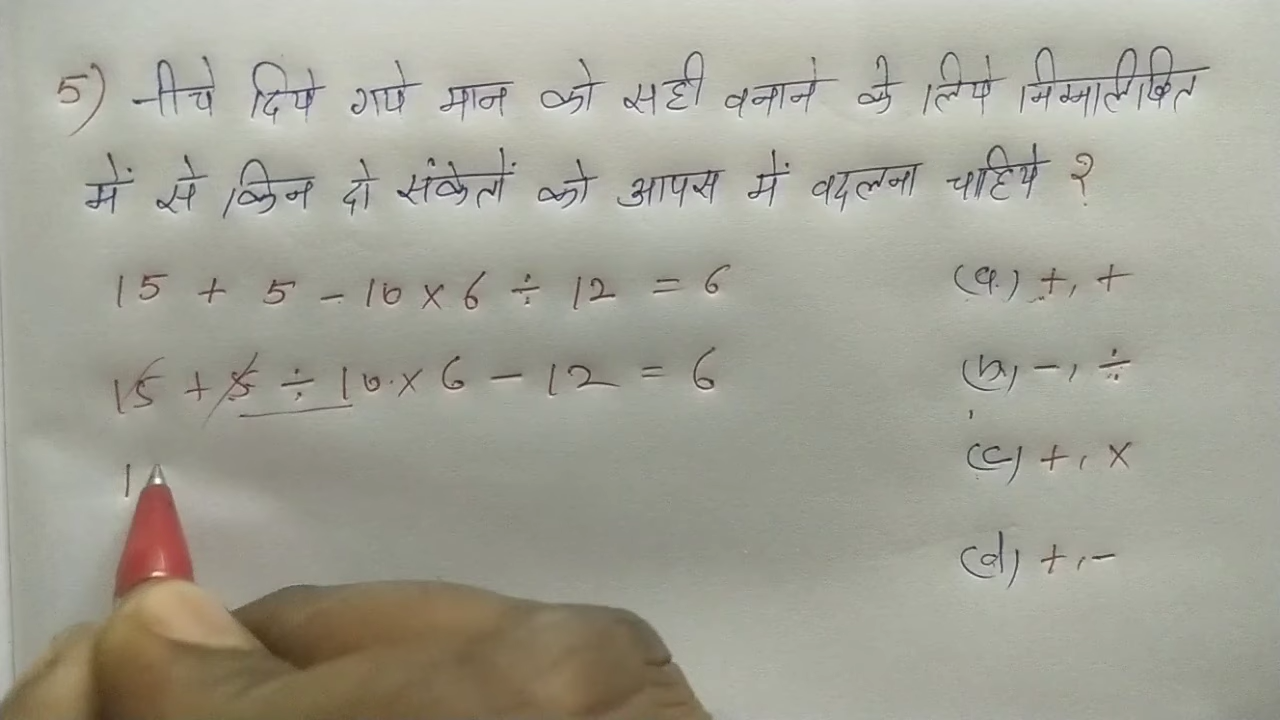 5) नीचे दिये गये मान को सही बनाने के लिये निम्नलिखित
में से किन दो संकेतों को आपस में बदलना चाहिये ?
15 + 5 - 10 × 6 ÷ 12 = 6
(a) +, +
15 + 5 ÷ 10 × 6 - 12 = 6
(b) -, ÷
(c) +, ×
1
(d) +, -